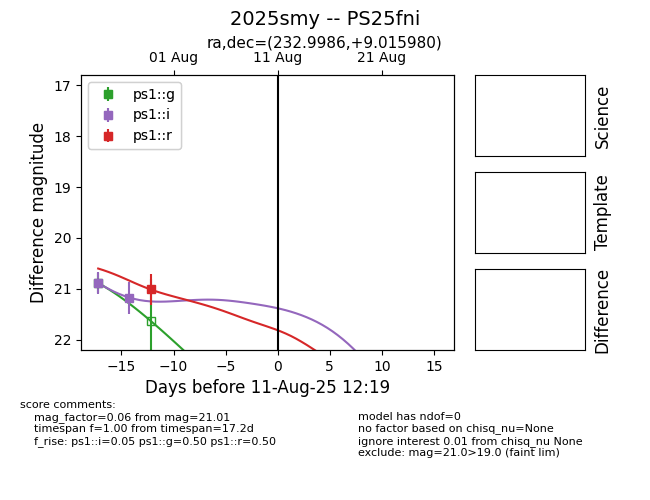 2025smy -- PS25fni
ra,dec=(232.9986,+9.015980)
01 Aug 11 Aug 21 Aug
ps1::g
ps1::i
ps1::r
17
18
19
20
21
22
Difference magnitude
−15 −10 −5 0 5 10 15
Days before 11-Aug-25 12:19
Science
Template
Difference
score comments:
mag_factor=0.06 from mag=21.01
timespan f=1.00 from timespan=17.2d
f_rise: ps1::i=0.05 ps1::g=0.50 ps1::r=0.50
model has ndof=0
no factor based on chisq_nu=None
ignore interest 0.01 from chisq_nu None
exclude: mag=21.0>19.0 (faint lim)